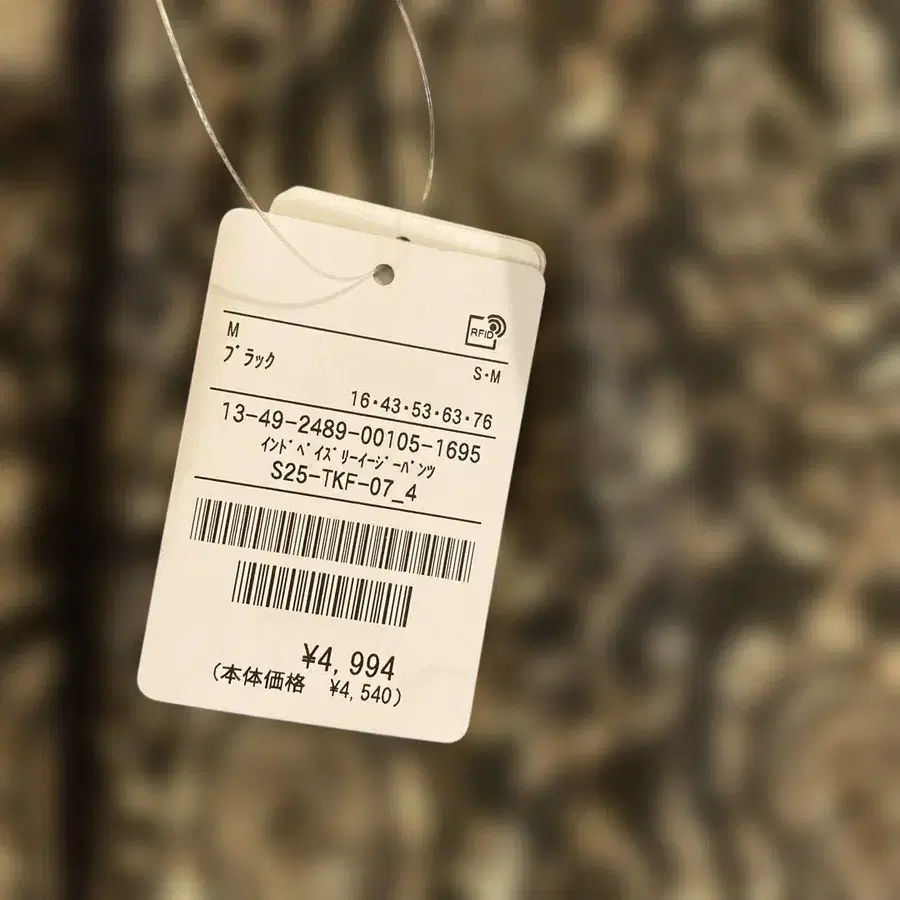 RFID
M
ﾌﾞﾗｯｸ
S・M
16・43・53・63・76
13-49-2489-00105-1695
ｲﾝﾄﾞﾍﾟｲｽﾞﾘｰｲｰｼﾞｰﾊﾟﾝﾂ
S25-TKF-07_4
¥4,994
(本体価格 ¥4,540)